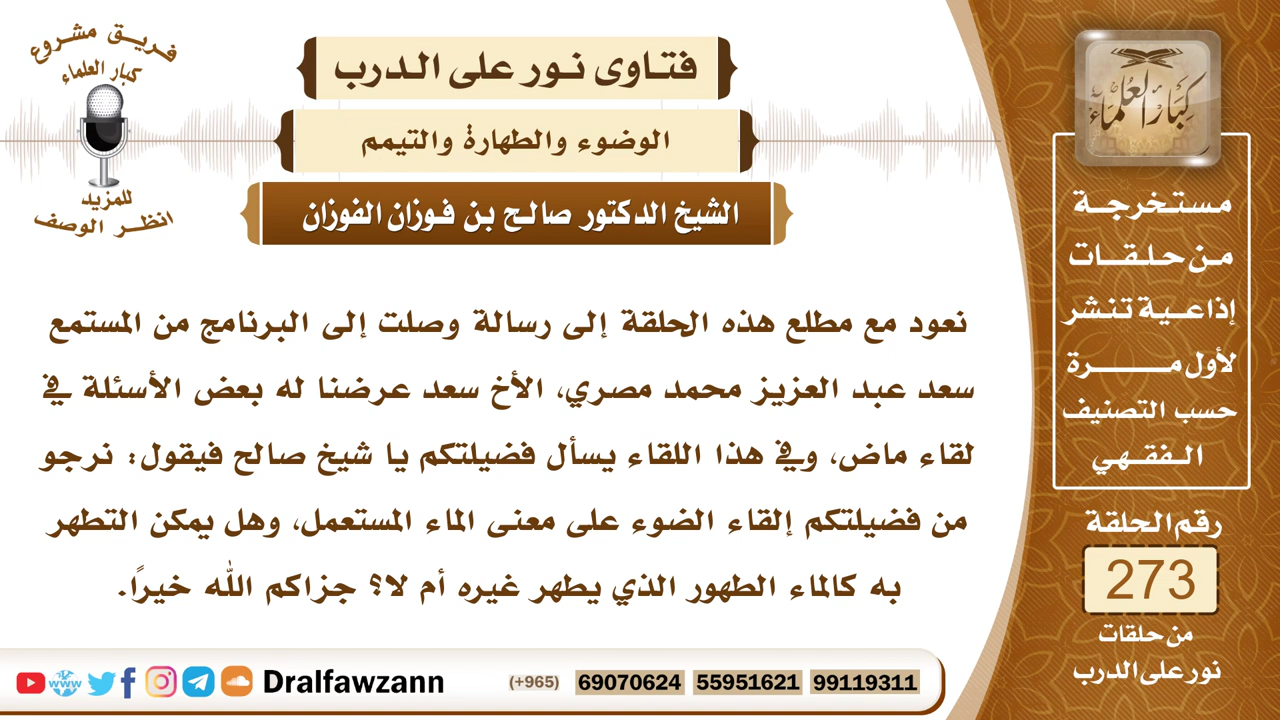 فريق مشروع
كبار العلماء
للمزيد
انظر الوصف
فتاوى نور على الدرب
الوضوء والطهارة والتيمم
الشيخ الدكتور صالح بن فوزان الفوزان
نعود مع مطلع هذه الحلقة إلى رسالة وصلت إلى البرنامج من المستمع
سعد عبد العزيز محمد مصري، الأخ سعد عرضنا له بعض الأسئلة في
لقاء ماض، وفي هذا اللقاء يسأل فضيلتكم يا شيخ صالح فيقول: نرجو
من فضيلتكم إلقاء الضوء على معنى الماء المستعمل، وهل يمكن التطهر
به كالماء الطهور الذي يطهر غيره أم لا؟ جزاكم الله خيرًا.
كبار العلماء
مستخرجة
من حلقات
إذاعية تنشر
لأول مرة
حسب التصنيف
الفقهي
رقم الحلقة
273
من حلقات
نور على الدرب
www
Dralfawzann (+965) 69070624 55951621 99119311